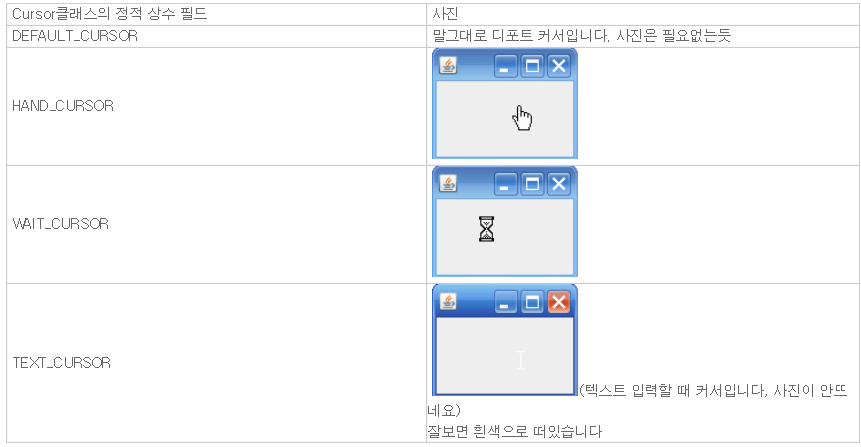 Cursor클래스의 정적 상수 필드
사진
DEFAULT_CURSOR
말그대로 디포트 커서입니다. 사진은 필요없는듯
HAND_CURSOR
WAIT_CURSOR
TEXT_CURSOR
(텍스트 입력할 때 커서입니다, 사진이 안뜨
네요)
잘보면 흰색으로 떠있습니다